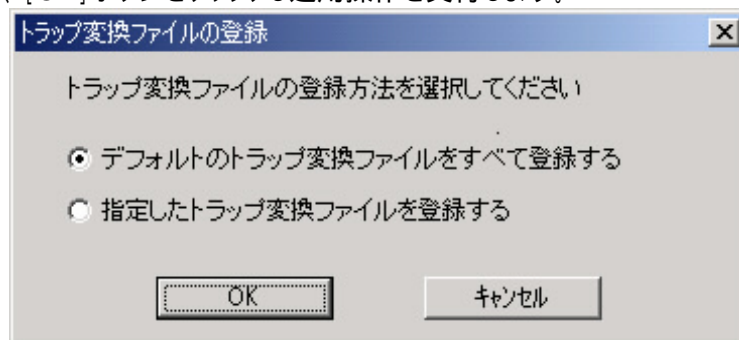 トラップ変換ファイルの登録
トラップ変換ファイルの登録方法を選択してください
デフォルトのトラップ変換ファイルをすべて登録する
指定したトラップ変換ファイルを登録する
OK キャンセル